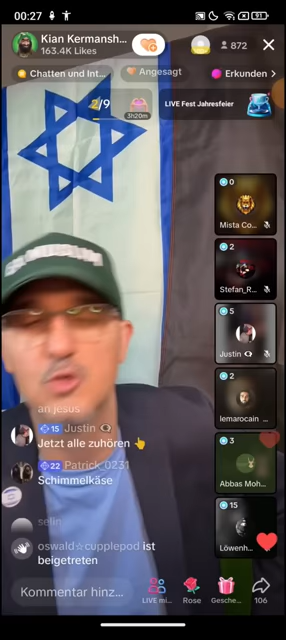 00:27
91
Kian Kermansh...
163.4K Likes
872
Chatten und Int...
Angesagt
Erkunden
2/9
3h20m
LIVE Fest Jahresfeier
0
Mista Co...
2
Stefan_R...
5
Justin
2
lemarocain ...
3
Abbas Moh...
15
Löwenh...
an jesus
15 Justin
Jetzt alle zuhören
22 Patrick_0231
Schimmelkäse
selin
oswald☆cupplepod ist
beigetreten
Kommentar hinz...
LIVE mi...
Rose
Gesche...
106